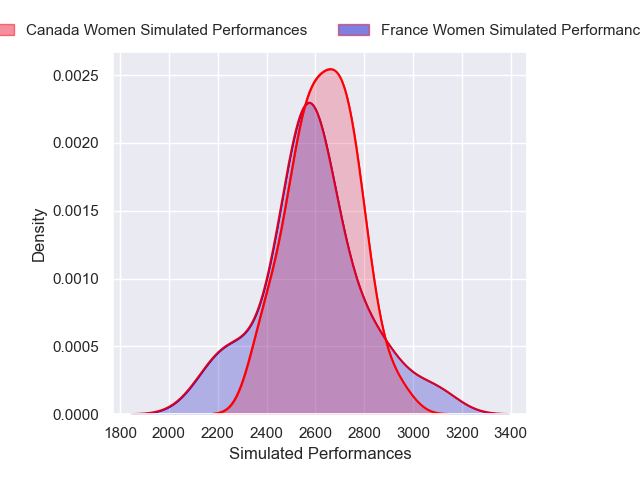 Canada Women Simulated Performances France Women Simulated Performanc
0.0025
0.0020
0.0015
0.0010
0.0005
0.0000
Density
1800 2000 2200 2400 2600 2800 3000 3200 3400
Simulated Performances